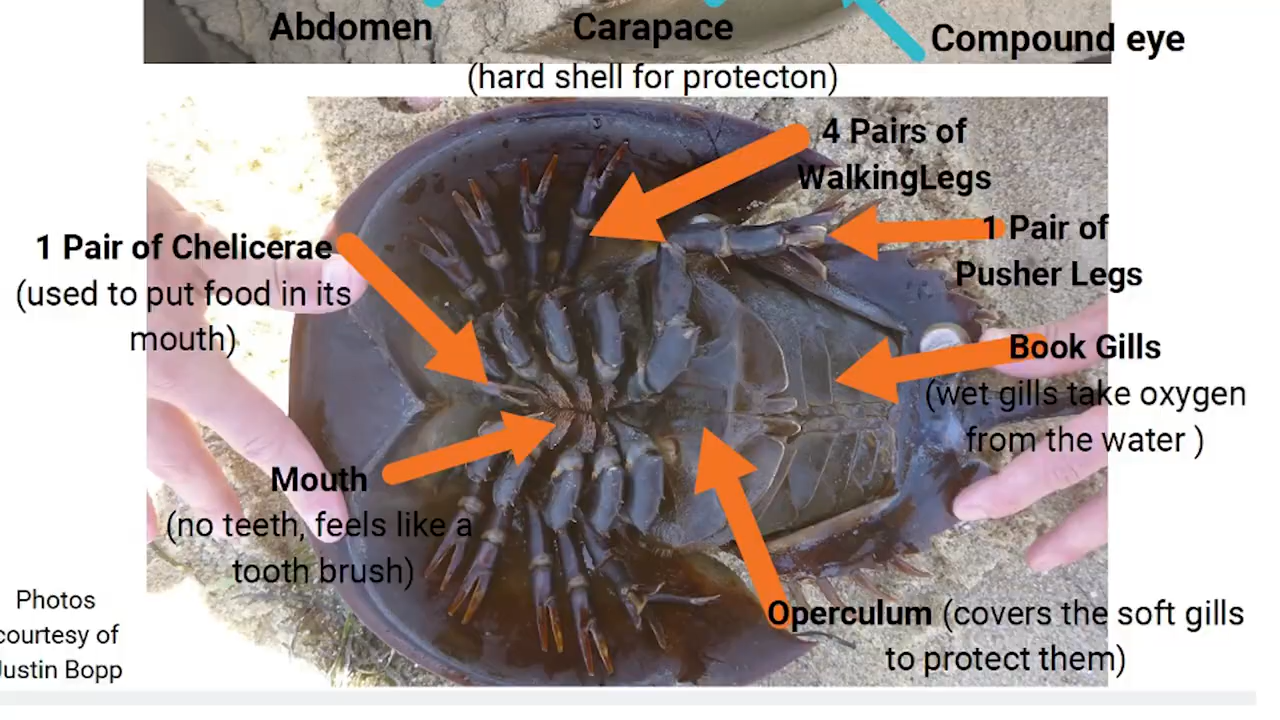 Abdomen
Carapace
Compound eye
(hard shell for protecton)
4 Pairs of
WalkingLegs
1 Pair of
Pusher Legs
1 Pair of Chelicerae
(used to put food in its
mouth)
Book Gills
(wet gills take oxygen
from the water )
Mouth
(no teeth, feels like a
tooth brush)
Operculum (covers the soft gills
to protect them)
Photos
courtesy of
Justin Bopp